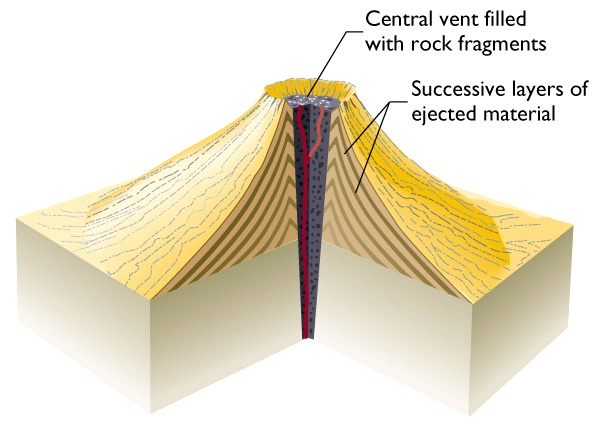 Central vent filled
with rock fragments
Successive layers of
ejected material